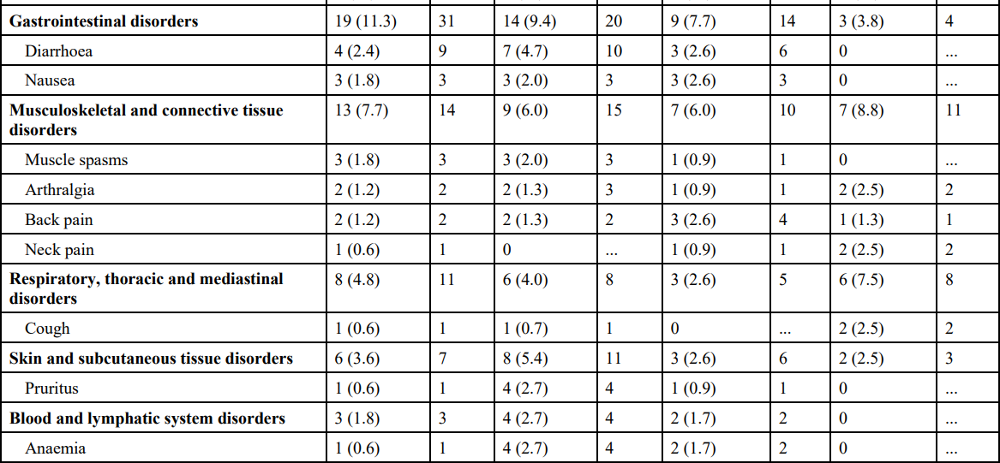 Gastrointestinal disorders 19 (11.3) 31 14 (9.4) 20 9 (7.7) 14 3 (3.8) 4
Diarrhoea 4 (2.4) 9 7 (4.7) 10 3 (2.6) 6 0 ...
Nausea 3 (1.8) 3 3 (2.0) 3 3 (2.6) 3 0 ...
Musculoskeletal and connective tissue 13 (7.7) 14 9 (6.0) 15 7 (6.0) 10 7 (8.8) 11
disorders
Muscle spasms 3 (1.8) 3 3 (2.0) 3 1 (0.9) 1 0 ...
Arthralgia 2 (1.2) 2 2 (1.3) 3 1 (0.9) 1 2 (2.5) 2
Back pain 2 (1.2) 2 2 (1.3) 2 3 (2.6) 4 1 (1.3) 1
Neck pain 1 (0.6) 1 0 ... 1 (0.9) 1 2 (2.5) 2
Respiratory, thoracic and mediastinal 8 (4.8) 11 6 (4.0) 8 3 (2.6) 5 6 (7.5) 8
disorders
Cough 1 (0.6) 1 1 (0.7) 1 0 ... 2 (2.5) 2
Skin and subcutaneous tissue disorders 6 (3.6) 7 8 (5.4) 11 3 (2.6) 6 2 (2.5) 3
Pruritus 1 (0.6) 1 4 (2.7) 4 1 (0.9) 1 0 ...
Blood and lymphatic system disorders 3 (1.8) 3 4 (2.7) 4 2 (1.7) 2 0 ...
Anaemia 1 (0.6) 1 4 (2.7) 4 2 (1.7) 2 0 ...